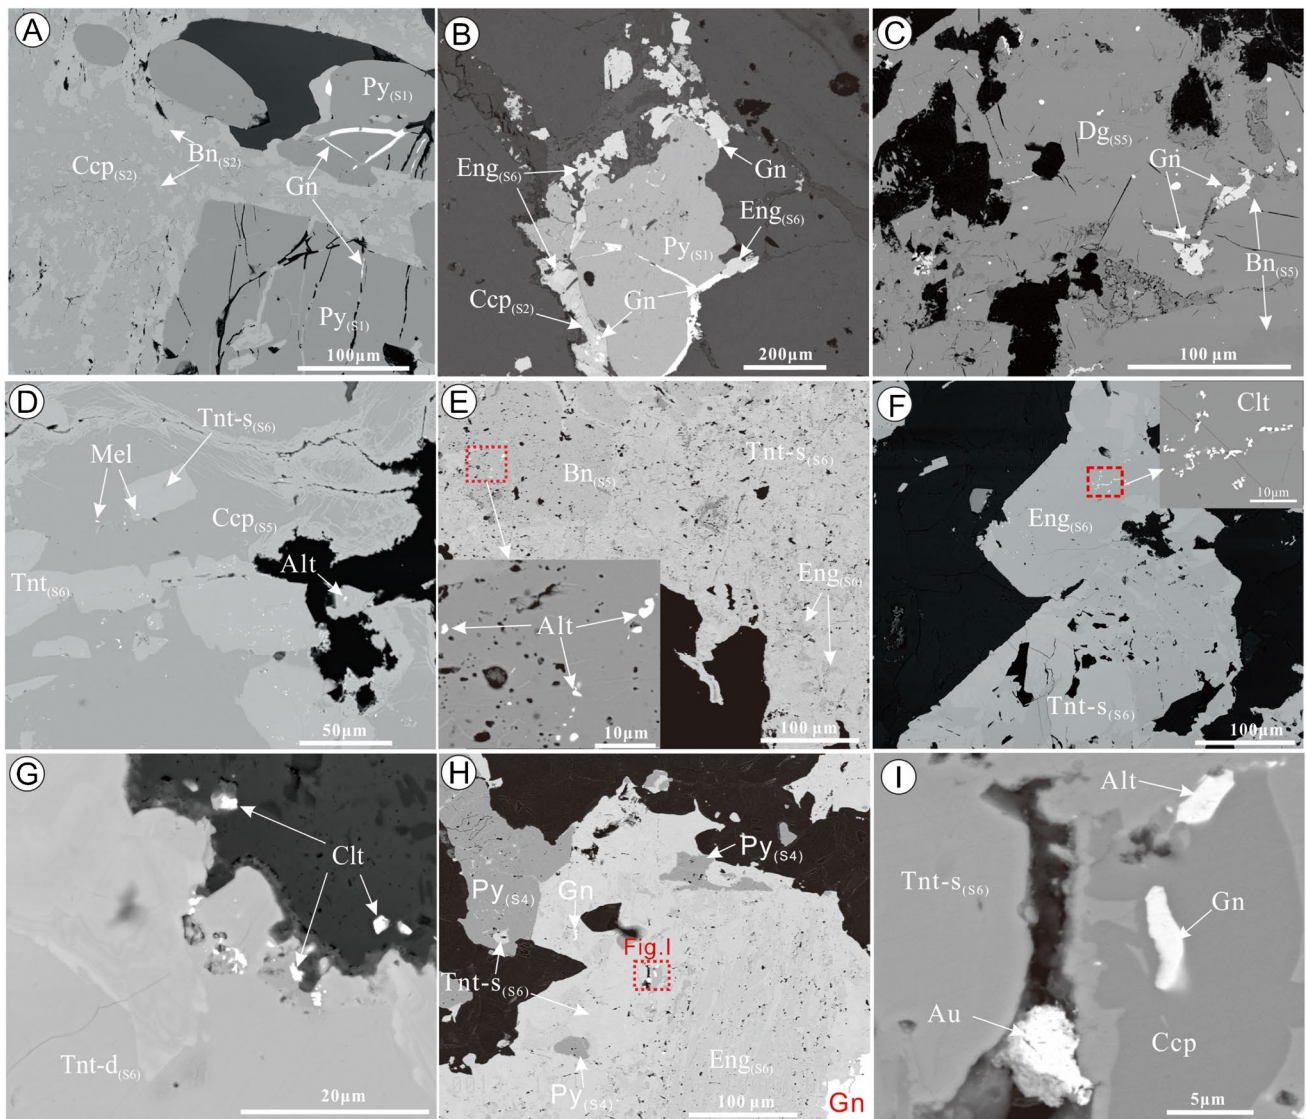 A
Py(S1)
Ccp(S2)
Bn(S2)
Gn
Py(S1)
100μm
B
Eng(S6)
Gn
Eng(S6)
Py(S1)
Ccp(S2)
Gn
200μm
C
Dg(S5)
Gn
Bn(S5)
100 μm
D
Tnt-s(S6)
Mel
Ccp(S5)
Tnt(S6)
Alt
50μm
E
Tnt-s(S6)
Bn(S5)
Eng(S6)
Alt
10μm
100 μm
F
Clt
10μm
Eng(S6)
Tnt-s(S6)
100μm
G
Clt
Tnt-d(S6)
20μm
H
Py(S4)
Py(S4)
Gn
Fig.I
Tnt-s(S6)
Py(S4)
Eng(S6)
100 μm
Gn
I
Alt
Tnt-s(S6)
Gn
Au
Ccp
5μm